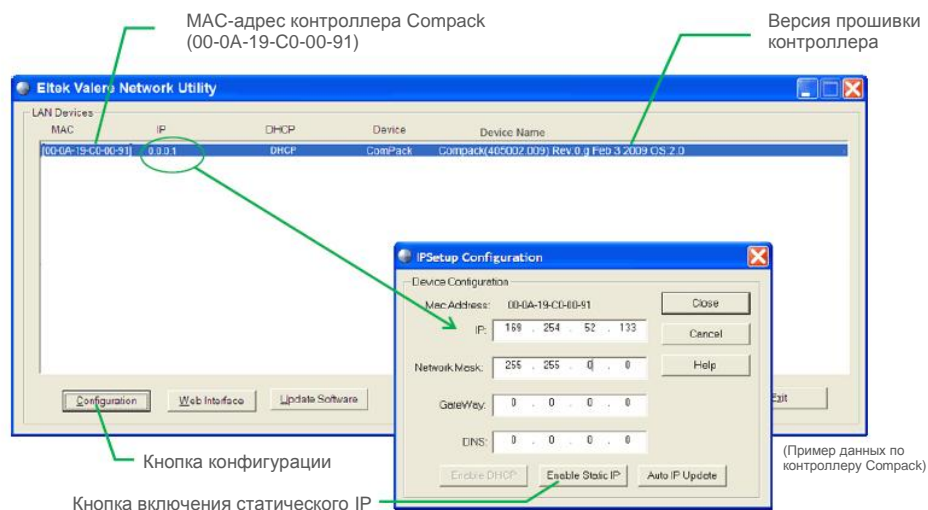 MAC-адрес контроллера Compack
(00-0A-19-C0-00-91)
Версия прошивки
контроллера
Eltek Valere Network Utility
LAN Devices
MAC IP DHCP Device Device Name
[00-0A-19-C0-00-91] 0.0.0.1 DHCP ComPack Compack(405002.009) Rev.0.g Feb 3 2009 OS:2.0
IPSetup Configuration
Device Configuration
Mac Address: 00-0A-19-C0-00-91
Close
IP: 169 . 254 . 52 . 133
Cancel
Network Mask: 255 . 255 . 0 . 0
Help
GateWay: 0 . 0 . 0 . 0
DNS: 0 . 0 . 0 . 0
Enable DHCP Enable Static IP Auto IP Update
Configuration Web Interface Update Software Exit
(Пример данных по
контроллеру Compack)
Кнопка конфигурации
Кнопка включения статического IP